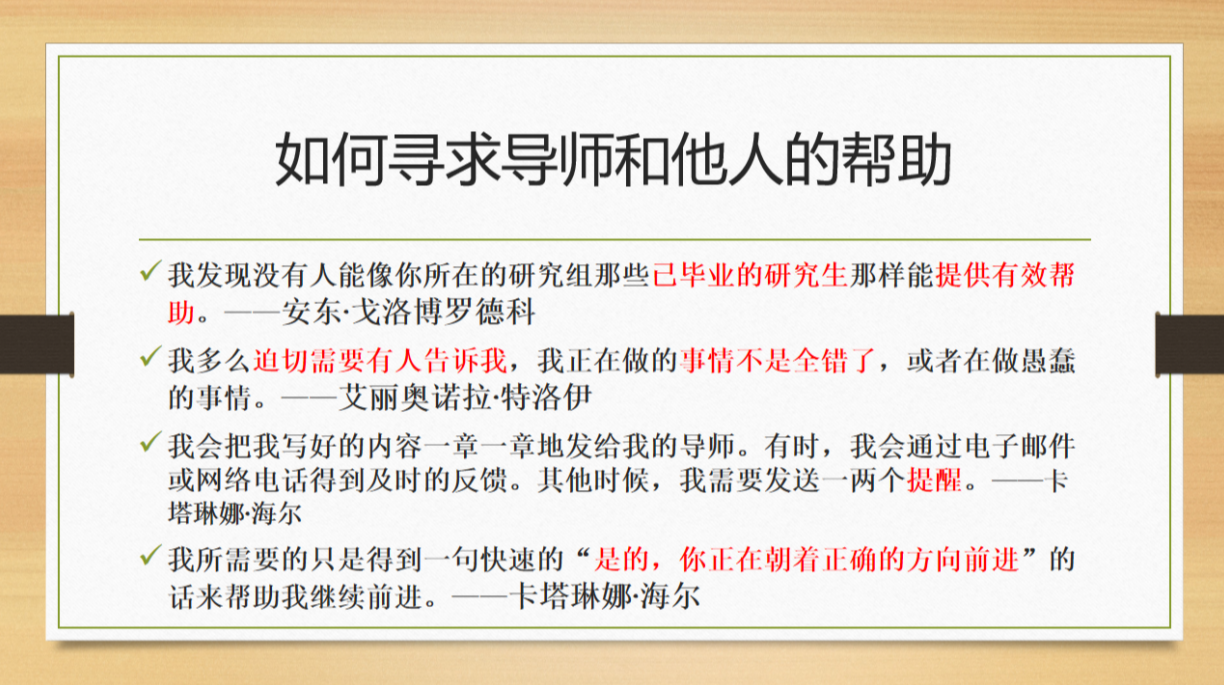 如何寻求导师和他人的帮助
✓我发现没有人能像你所在的研究组那些已毕业的研究生那样能提供有效帮
助。——安东·戈洛博罗德科
✓我多么迫切需要有人告诉我，我正在做的事情不是全错了，或者在做愚蠢
的事情。——艾丽奥诺拉·特洛伊
✓我会把我写好的内容一章一章地发给我的导师。有时，我会通过电子邮件
或网络电话得到及时的反馈。其他时候，我需要发送一两个提醒。——卡
塔琳娜·海尔
✓我所需要的只是得到一句快速的“是的，你正在朝着正确的方向前进”的
话来帮助我继续前进。——卡塔琳娜·海尔